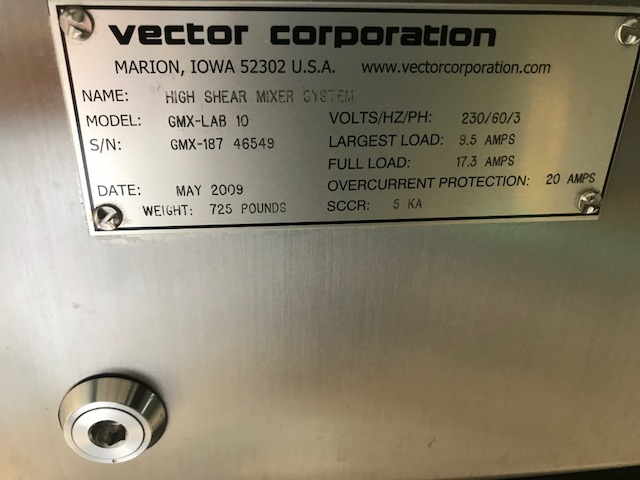 vector corporation
MARION, IOWA 52302 U.S.A. www.vectorcorporation.com
NAME: HIGH SHEAR MIXER SYSTEM
MODEL: GMX-LAB 10 VOLTS/HZ/PH: 230/60/3
S/N: GMX-187 46549 LARGEST LOAD: 9.5 AMPS
FULL LOAD: 17.3 AMPS
DATE: MAY 2009 OVERCURRENT PROTECTION: 20 AMPS
WEIGHT: 725 POUNDS SCCR: 5 KA